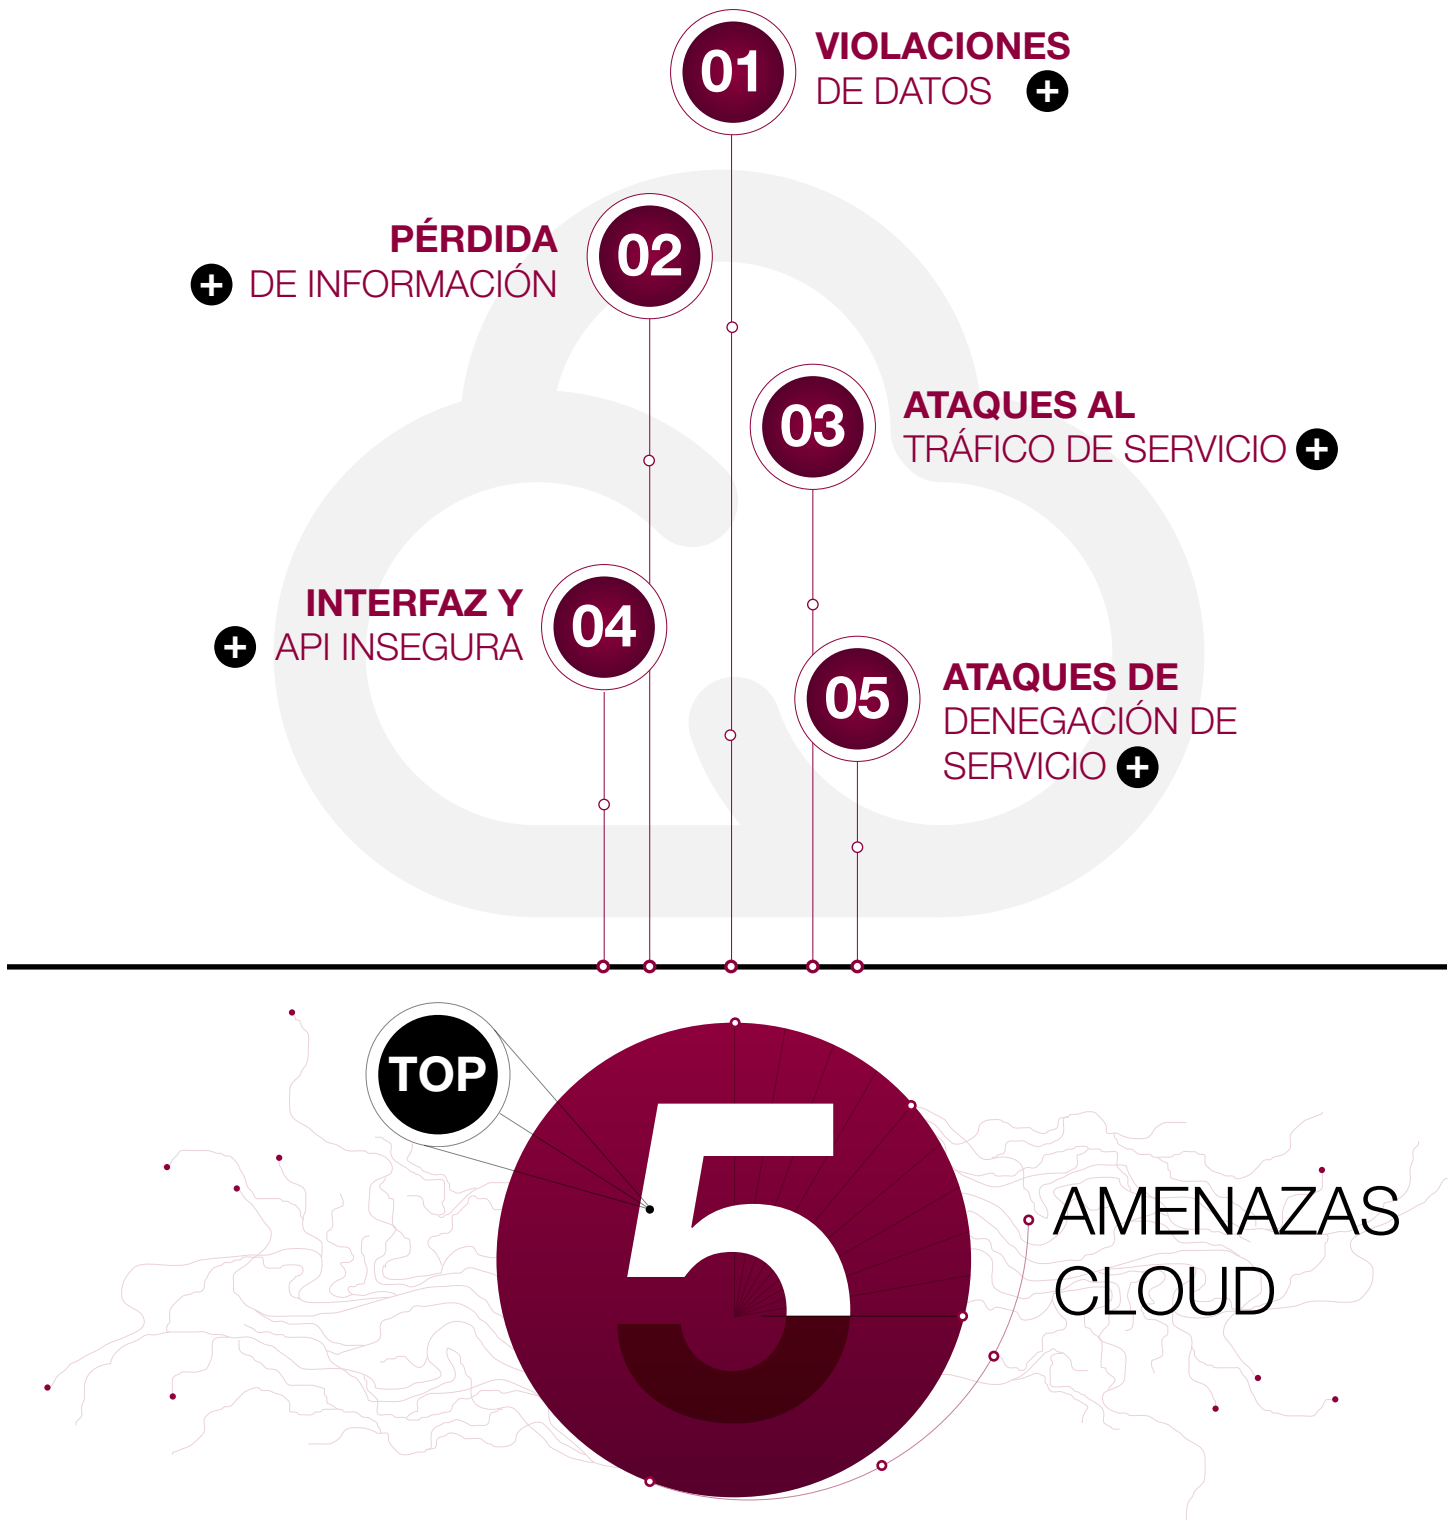 01
VIOLACIONES
DE DATOS +
02
PÉRDIDA
+ DE INFORMACIÓN
03
ATAQUES AL
TRÁFICO DE SERVICIO +
04
INTERFAZ Y
+ API INSEGURA
05
ATAQUES DE
DENEGACIÓN DE
SERVICIO +
TOP
5
AMENAZAS
CLOUD